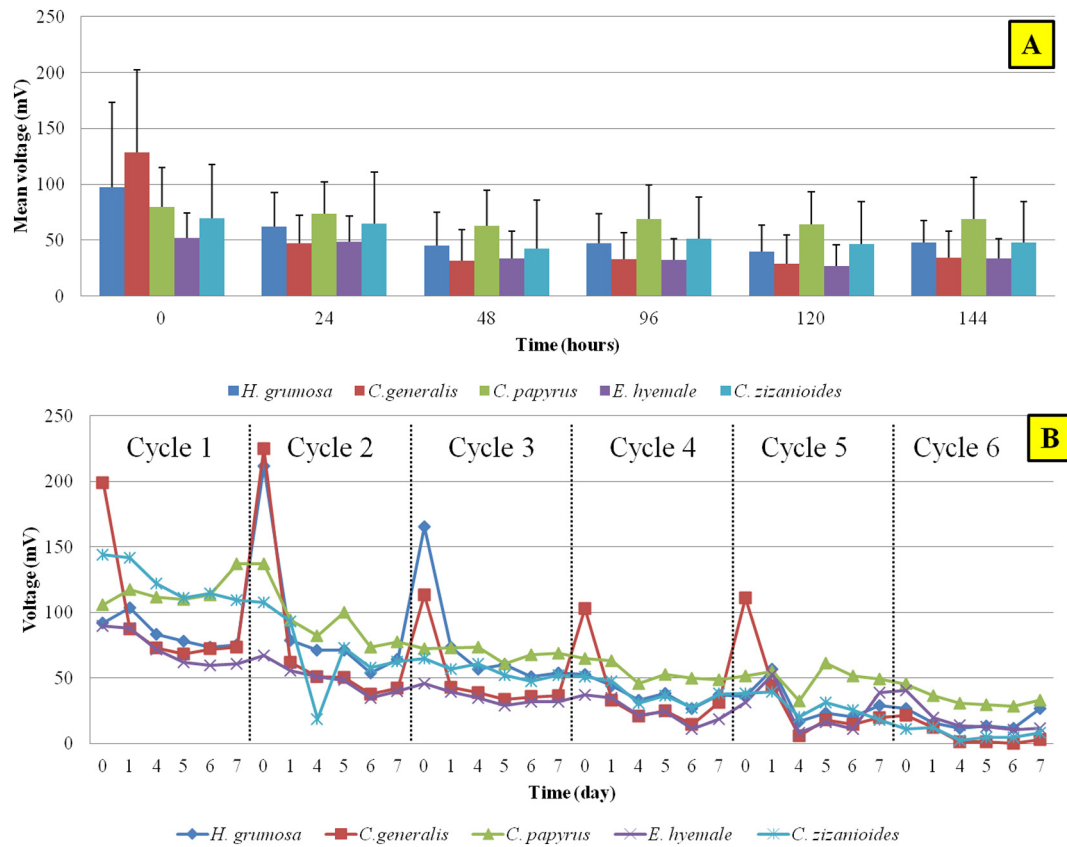 250
A
200
150
100
50
0
Mean voltage (mV)
0 24 48 96 120 144
Time (hours)
H. grumosa C.generalis C. papyrus E. hyemale C. zizanioides
250
B
Cycle 1 Cycle 2 Cycle 3 Cycle 4 Cycle 5 Cycle 6
200
150
100
50
0
Voltage (mV)
0 1 4 5 6 7 0 1 4 5 6 7 0 1 4 5 6 7 0 1 4 5 6 7 0 1 4 5 6 7 0 1 4 5 6 7
Time (day)
H. grumosa C.generalis C. papyrus E. hyemale C. zizanioides